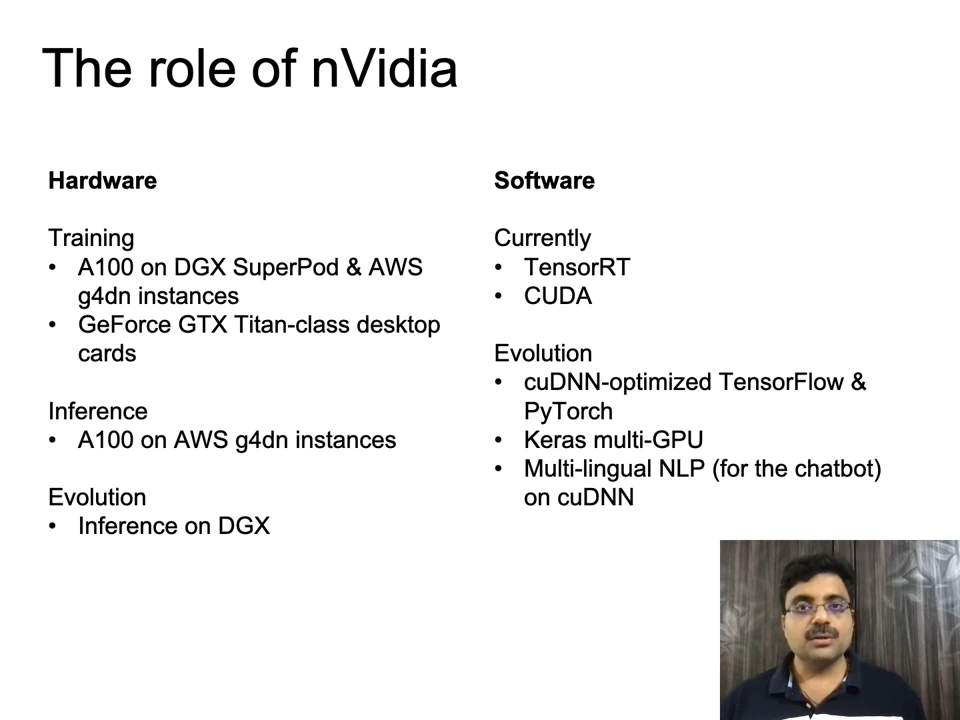 The role of nVidia
Hardware
Training
• A100 on DGX SuperPod & AWS
g4dn instances
• GeForce GTX Titan-class desktop
cards
Inference
• A100 on AWS g4dn instances
Evolution
• Inference on DGX
Software
Currently
• TensorRT
• CUDA
Evolution
• cuDNN-optimized TensorFlow &
PyTorch
• Keras multi-GPU
• Multi-lingual NLP (for the chatbot)
on cuDNN